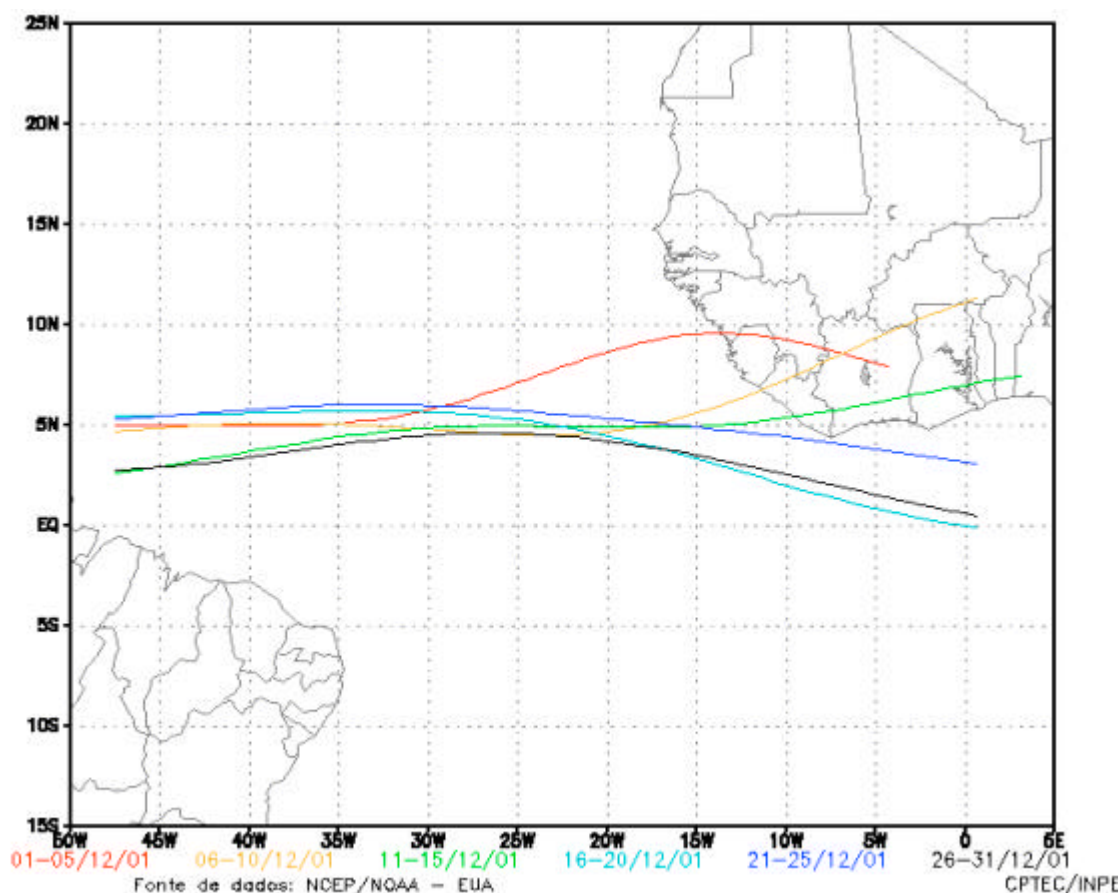 25N
20N
15N
10N
5N
EQ
5S
10S
15S
50W 45W 40W 35W 30W 25W 20W 15W 10W 5W 0 5E
01-05/12/01 06-10/12/01 11-15/12/01 16-20/12/01 21-25/12/01 26-31/12/01
Fonte de dados: NCEP/NOAA - EUA CPTEC/INPE